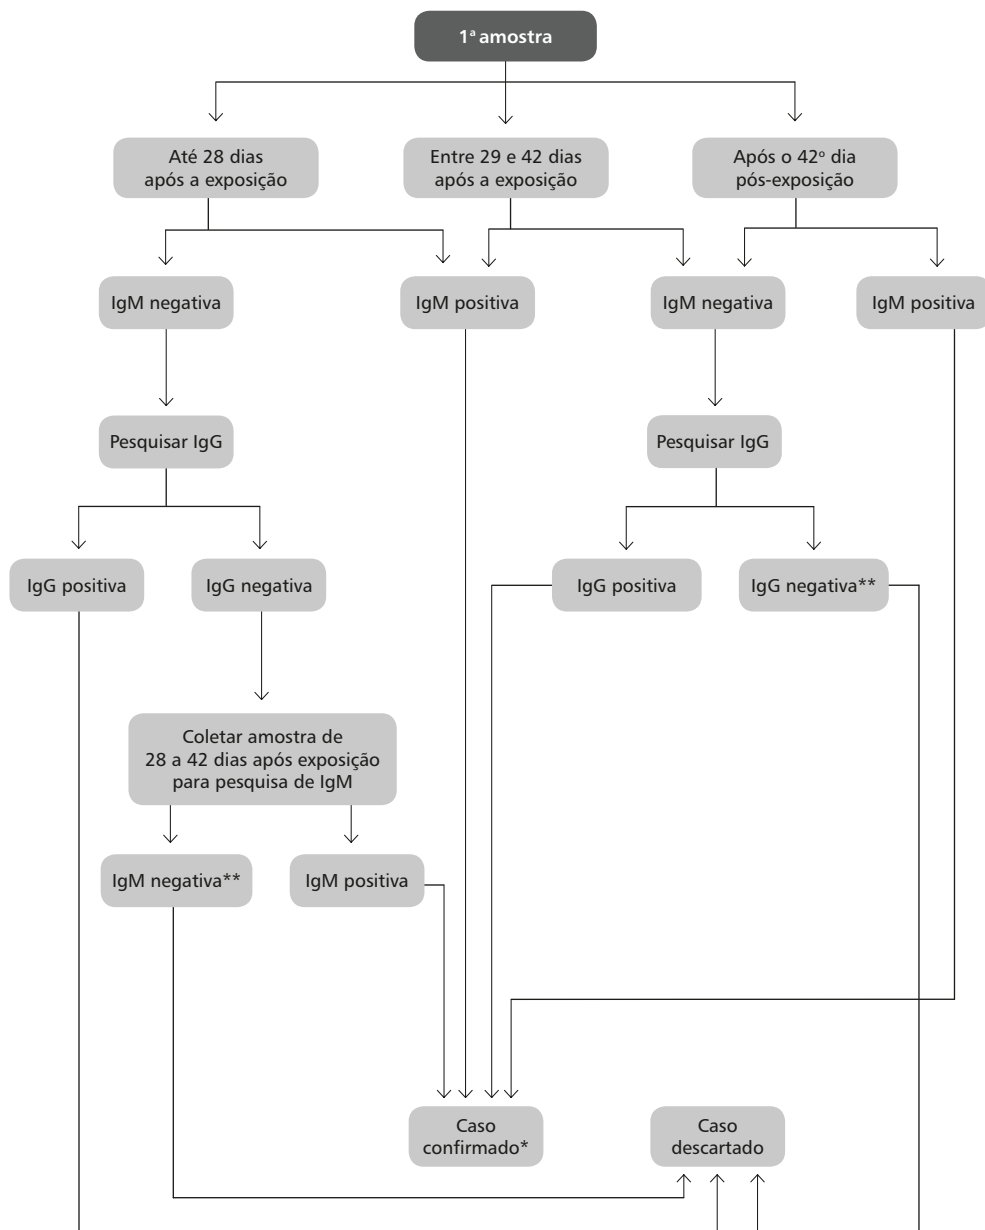 1ª amostra
Até 28 dias
após a exposição
Entre 29 e 42 dias
após a exposição
Após o 42º dia
pós-exposição
IgM negativa
IgM positiva
IgM negativa
IgM positiva
Pesquisar IgG
Pesquisar IgG
IgG positiva
IgG negativa
IgG positiva
IgG negativa**
Coletar amostra de
28 a 42 dias após exposição
para pesquisa de IgM
IgM negativa**
IgM positiva
Caso
confirmado*
Caso
descartado